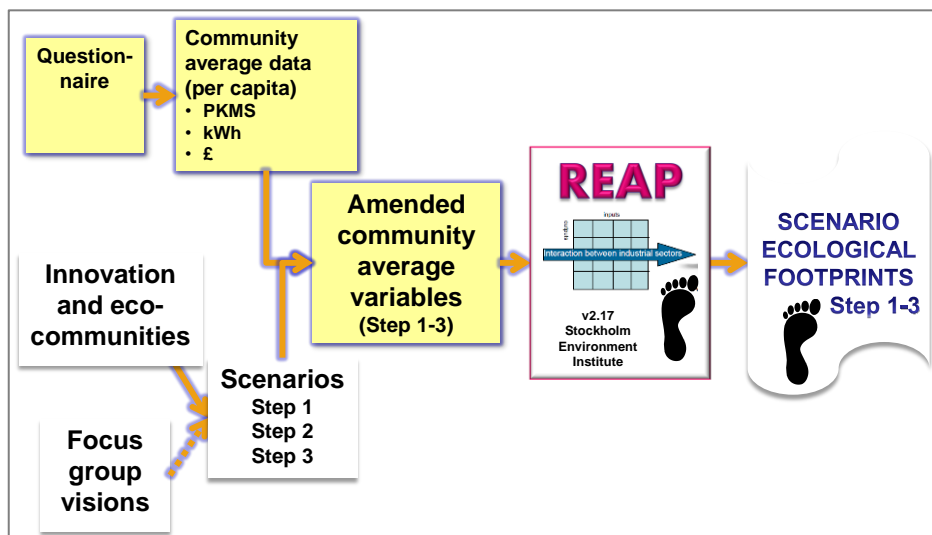 Question-
naire
Community
average data
(per capita)
• PKMS
• kWh
• £
Amended
community
average
variables
(Step 1-3)
Innovation
and eco-
communities
Focus
group
visions
Scenarios
Step 1
Step 2
Step 3
REAP
inputs
outputs
Interaction between industrial sectors
v2.17
Stockholm
Environment
Institute
SCENARIO
ECOLOGICAL
FOOTPRINTS
Step 1-3